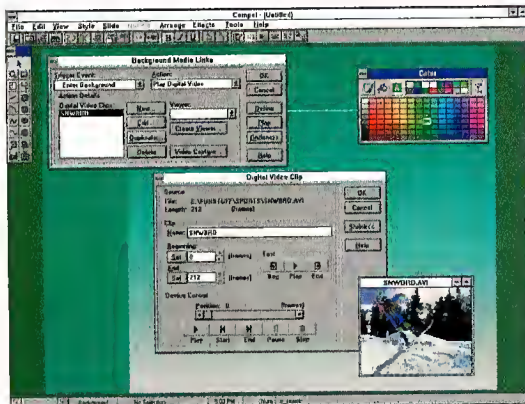 Compel - [Untitled]
File Edit View Style Slide Arrange Effects Tools Help
Background Media Links
Trigger Event: Action:
Enter Background Play Digital Video
Action Details
Digital Video Clip: Viewer:
SNWBRD
New...
Edit...
Duplicate...
Delete
Create Viewer...
Video Capture...
OK
Cancel
Define
Play
Help
Color
Digital Video Clip
Source
File:
Length: 212 (frames)
Clip
Name: SNWBRD
Beginning:
Set 0 (frames) Test
End
Set 212 (frames) Beg Play End
Device Control
Position: 0 (frames)
Play Start End Pause Stop
OK
Cancel
Help
SNWBRD.AVI